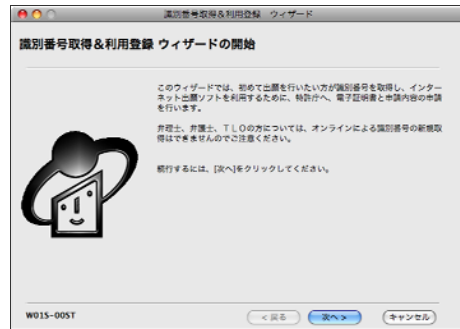 識別番号取得&利用登録 ウィザード
識別番号取得&利用登録 ウィザードの開始
このウィザードでは、初めて出願を行いたい方が識別番号を取得し、インター
ネット出願ソフトを利用するために、特許庁へ、電子証明書と申請内容の申請
を行います。
弁理士、弁護士、TLOの方については、オンラインによる識別番号の新規取
得はできませんのでご注意ください。
続行するには、[次へ]をクリックしてください。
W01S-00ST
< 戻る 次へ > キャンセル